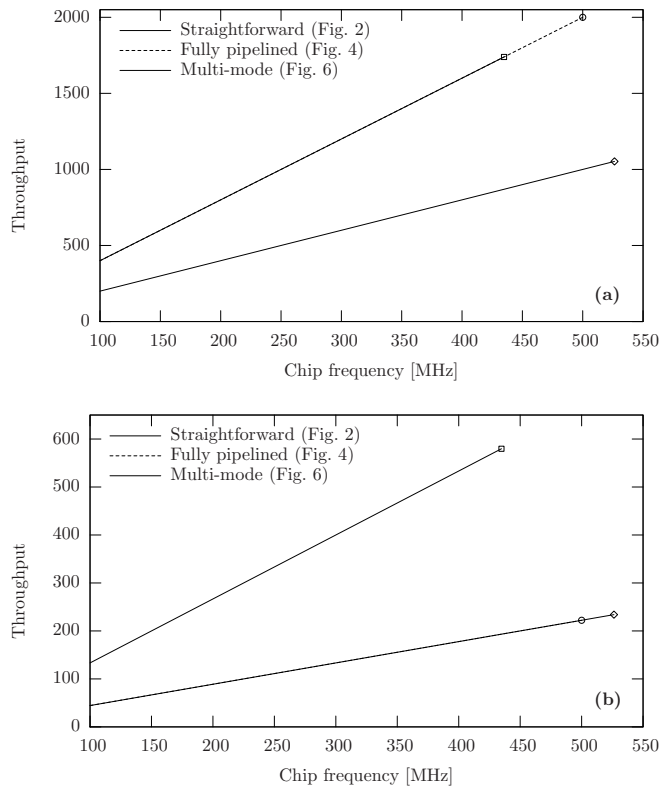 2000
1500
1000
500
0
Throughput
Straightforward (Fig. 2)
Fully pipelined (Fig. 4)
Multi-mode (Fig. 6)
(a)
100 150 200 250 300 350 400 450 500 550
Chip frequency [MHz]
600
500
400
300
200
100
0
Throughput
Straightforward (Fig. 2)
Fully pipelined (Fig. 4)
Multi-mode (Fig. 6)
(b)
100 150 200 250 300 350 400 450 500 550
Chip frequency [MHz]